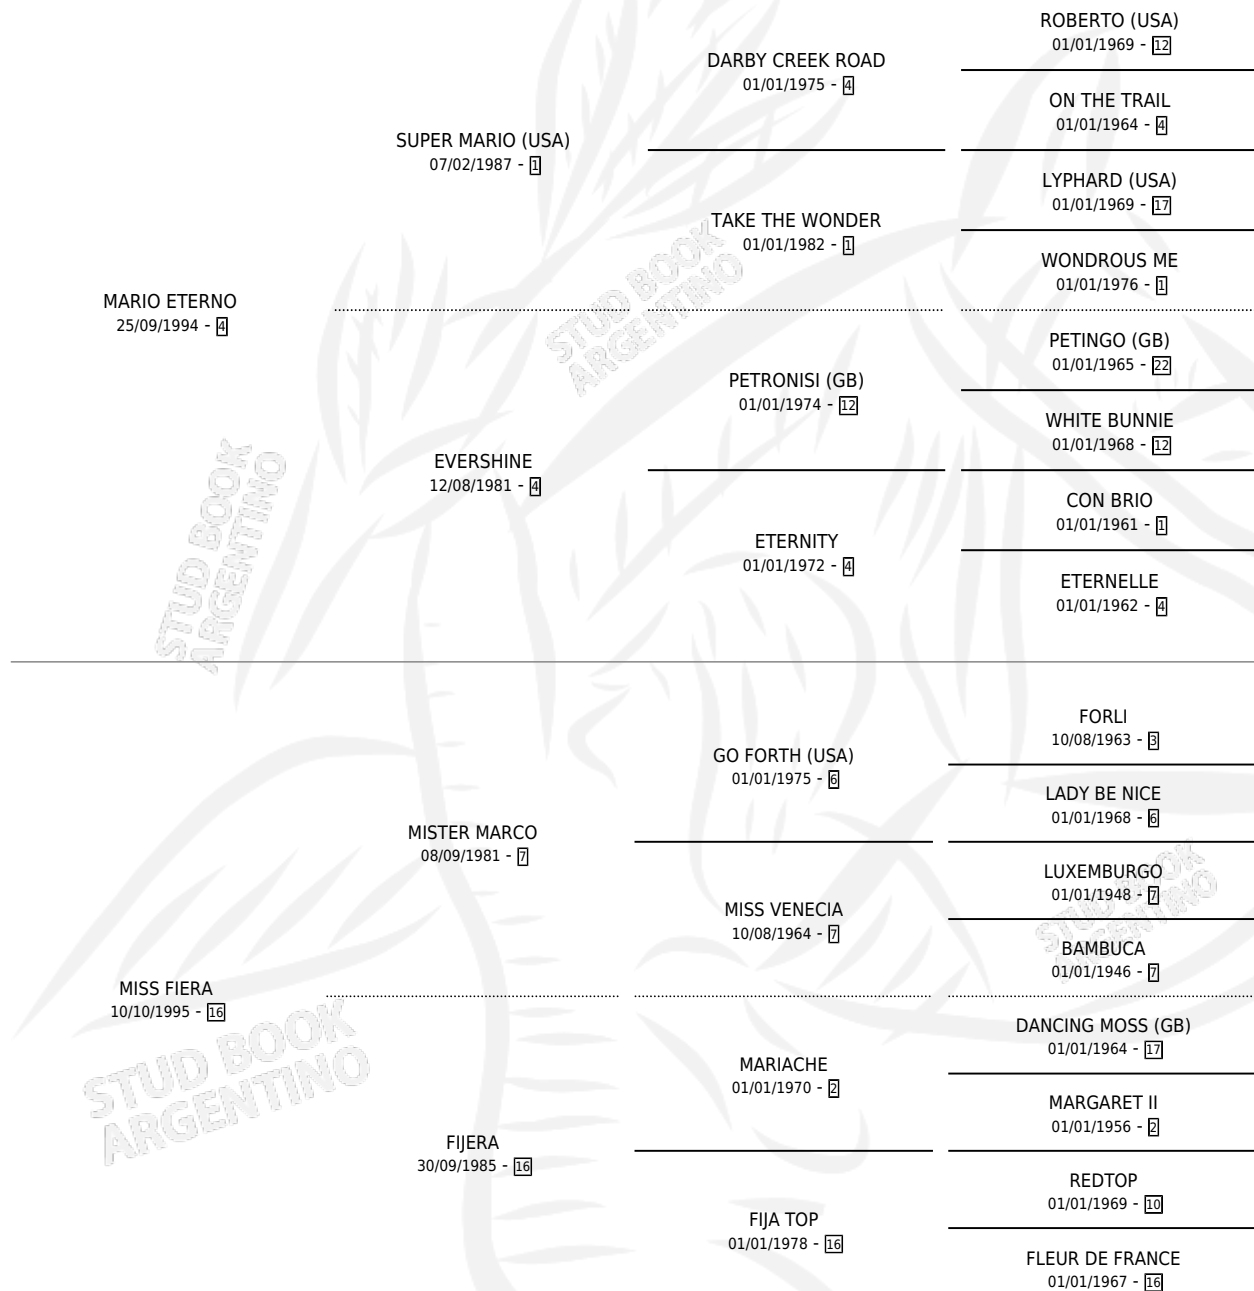 ROBERTO (USA)
01/01/1969 - 12
DARBY CREEK ROAD
01/01/1975 - 4
ON THE TRAIL
01/01/1964 - 4
SUPER MARIO (USA)
07/02/1987 - 1
LYPHARD (USA)
01/01/1969 - 17
TAKE THE WONDER
01/01/1982 - 1
WONDROUS ME
01/01/1976 - 1
MARIO ETERNO
25/09/1994 - 4
PETINGO (GB)
01/01/1965 - 22
PETRONISI (GB)
01/01/1974 - 12
WHITE BUNNIE
01/01/1968 - 12
EVERSHINE
12/08/1981 - 4
CON BRIO
01/01/1961 - 1
ETERNITY
01/01/1972 - 4
ETERNELLE
01/01/1962 - 4
FORLI
10/08/1963 - 3
GO FORTH (USA)
01/01/1975 - 6
LADY BE NICE
01/01/1968 - 6
MISTER MARCO
08/09/1981 - 7
LUXEMBURGO
01/01/1948 - 7
MISS VENECIA
10/08/1964 - 7
BAMBUCA
01/01/1946 - 7
MISS FIERA
10/10/1995 - 16
DANCING MOSS (GB)
01/01/1964 - 17
MARIACHE
01/01/1970 - 2
MARGARET II
01/01/1956 - 2
FIJERA
30/09/1985 - 16
REDTOP
01/01/1969 - 10
FIJA TOP
01/01/1978 - 16
FLEUR DE FRANCE
01/01/1967 - 16
STUD BOOK
ARGENTINO
STUD BOOK
ARGENTINO
STUD BOOK
ARGENTINO
STUD BOOK
ARGENTINO